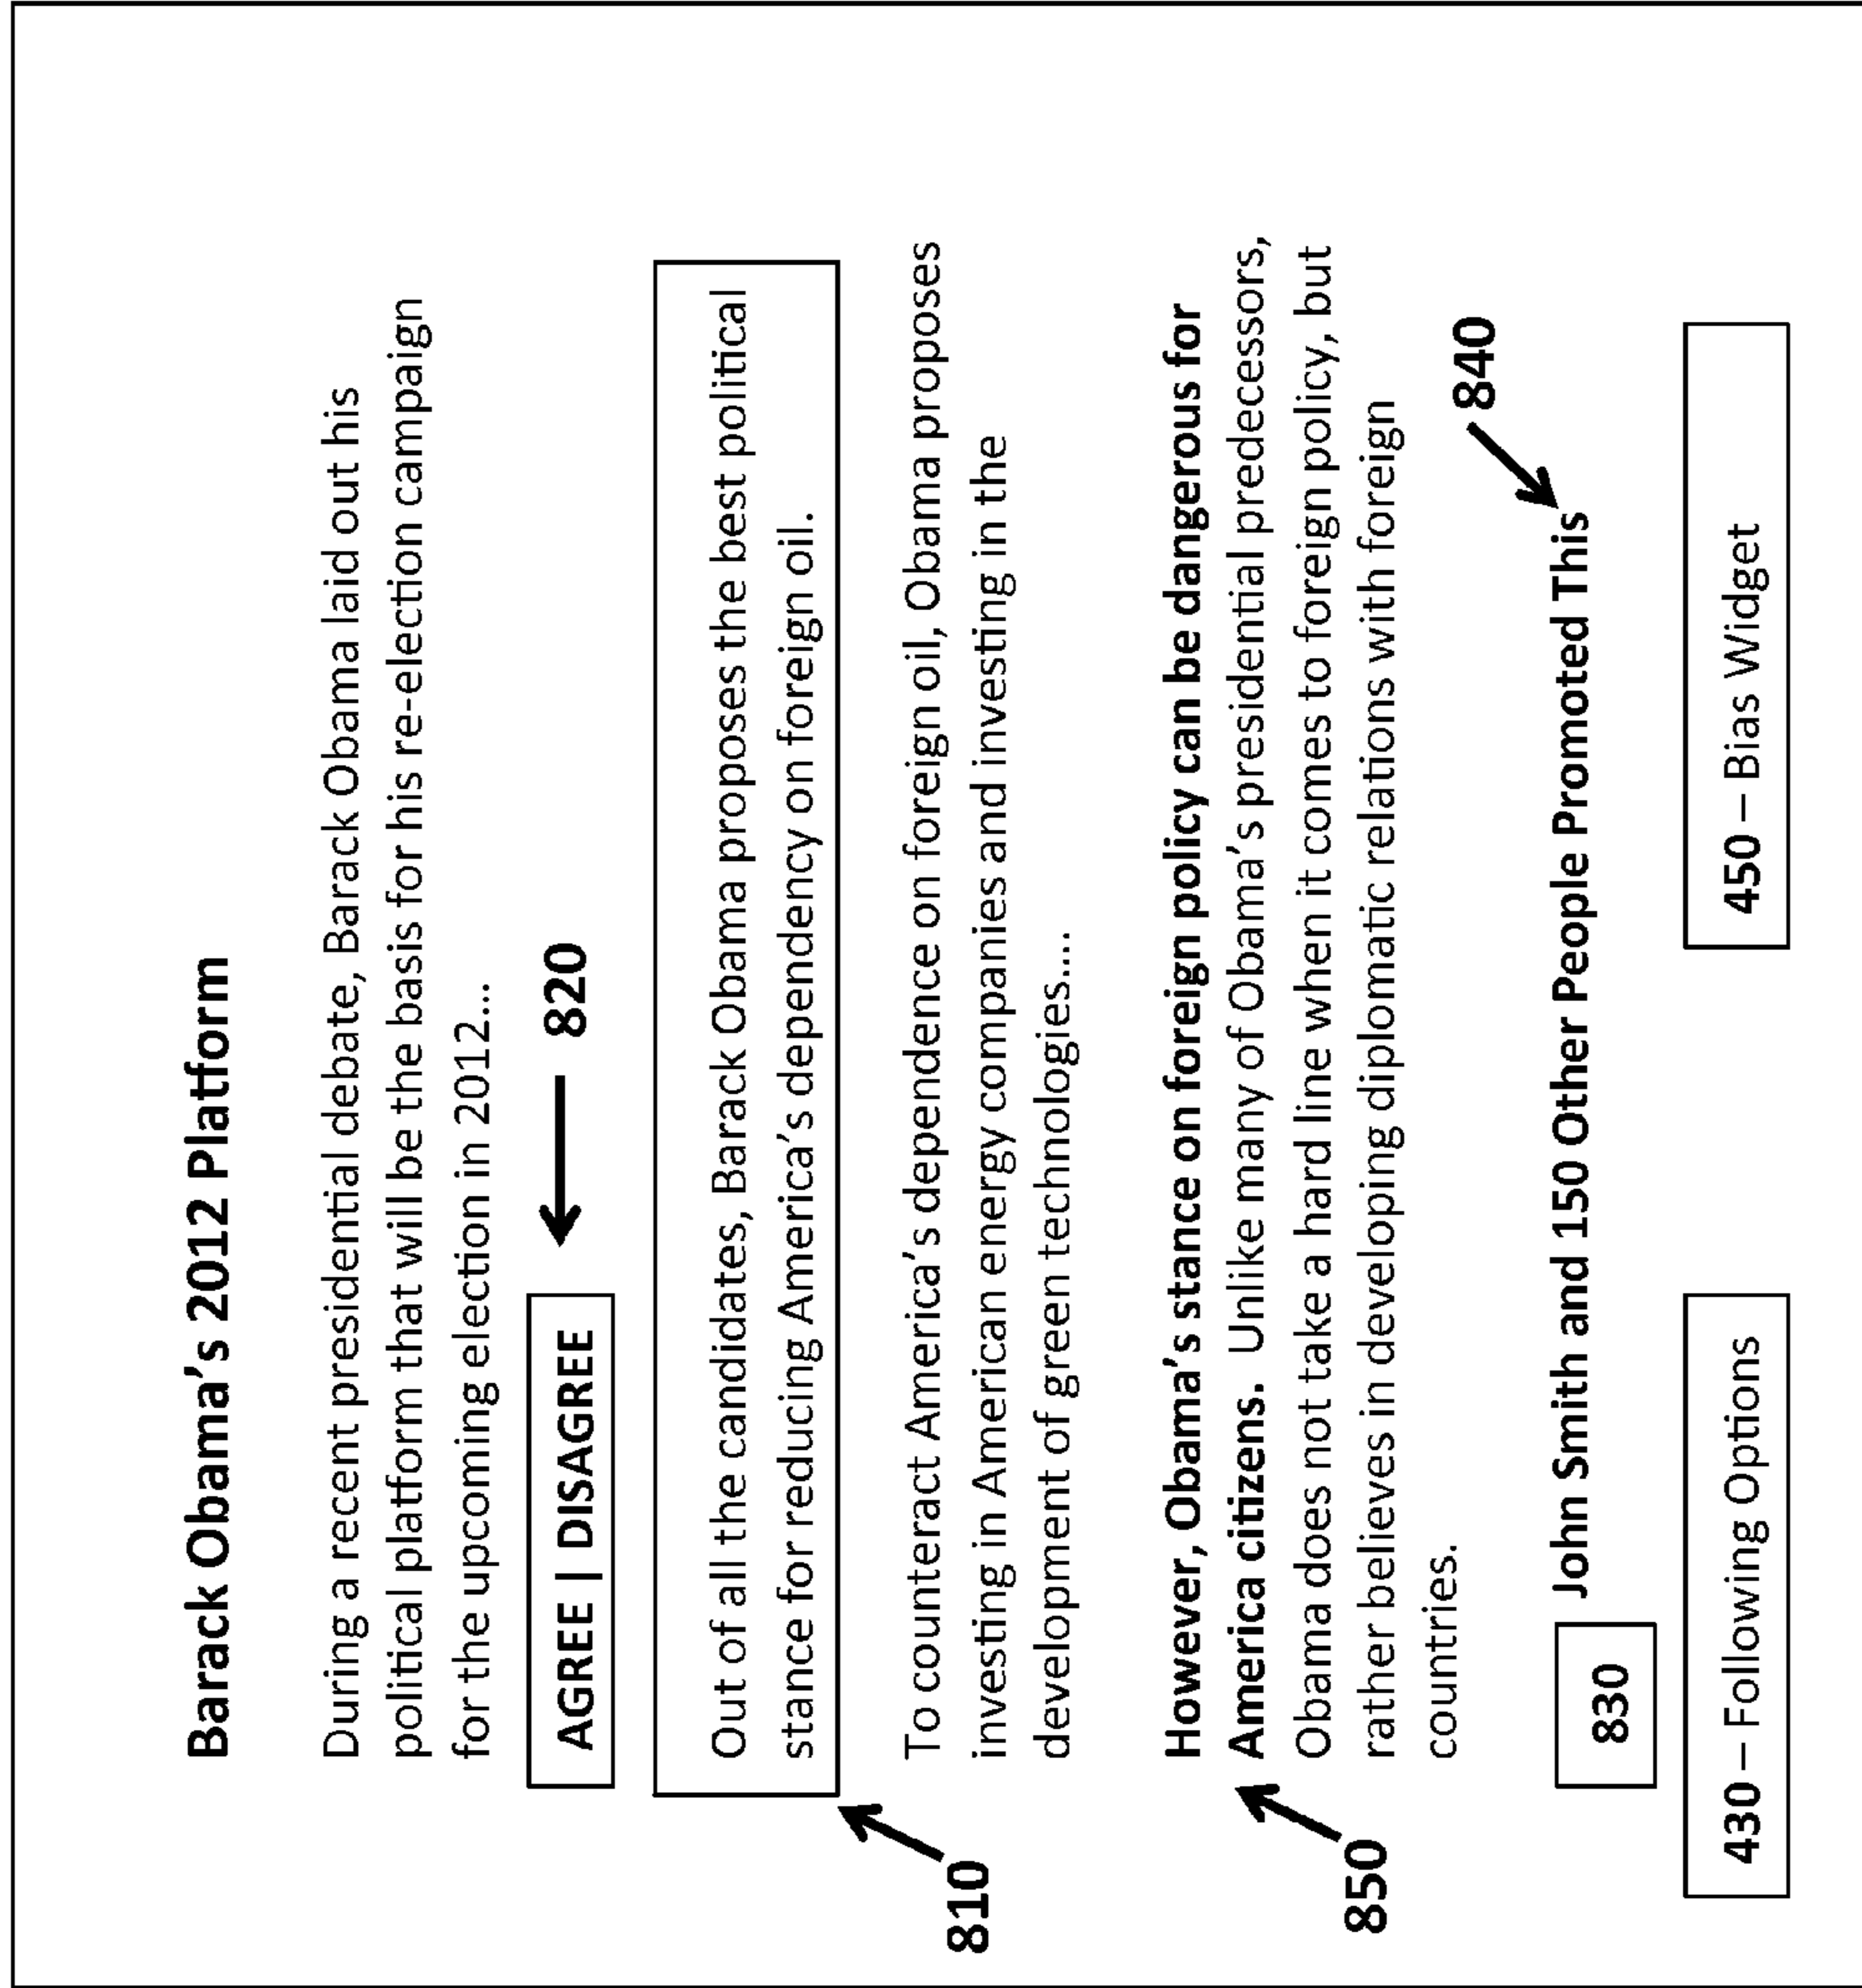 Barack Obama's 2012 Platform
During a recent presidential debate, Barack Obama laid out his
political platform that will be the basis for his re-election campaign
for the upcoming election in 2012...
AGREE | DISAGREE
820
Out of all the candidates, Barack Obama proposes the best political
stance for reducing America's dependency on foreign oil.
810
To counteract America's dependence on foreign oil, Obama proposes
investing in American energy companies and investing in the
development of green technologies....
However, Obama's stance on foreign policy can be dangerous for
America citizens. Unlike many of Obama's presidential predecessors,
Obama does not take a hard line when it comes to foreign policy, but
rather believes in developing diplomatic relations with foreign
countries.
850
840
830
John Smith and 150 Other People Promoted This
430 – Following Options
450 – Bias Widget